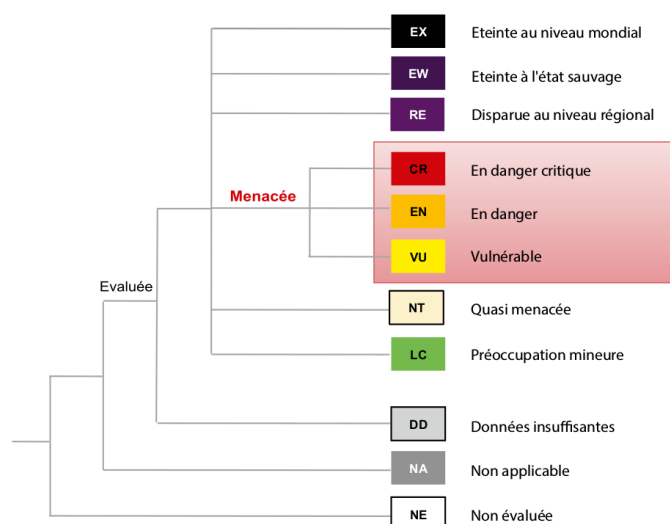 EX Eteinte au niveau mondial
EW Eteinte à l'état sauvage
RE Disparue au niveau régional
CR En danger critique
Menacée
EN En danger
VU Vulnérable
Evaluée
NT Quasi menacée
LC Préoccupation mineure
DD Données insuffisantes
NA Non applicable
NE Non évaluée